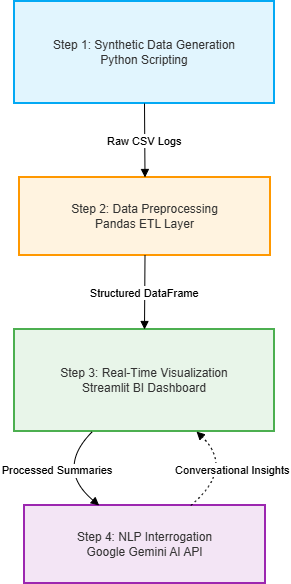 Step 1: Synthetic Data Generation
Python Scripting
Raw CSV Logs
Step 2: Data Preprocessing
Pandas ETL Layer
Structured DataFrame
Step 3: Real-Time Visualization
Streamlit BI Dashboard
Processed Summaries
Conversational Insights
Step 4: NLP Interrogation
Google Gemini AI API